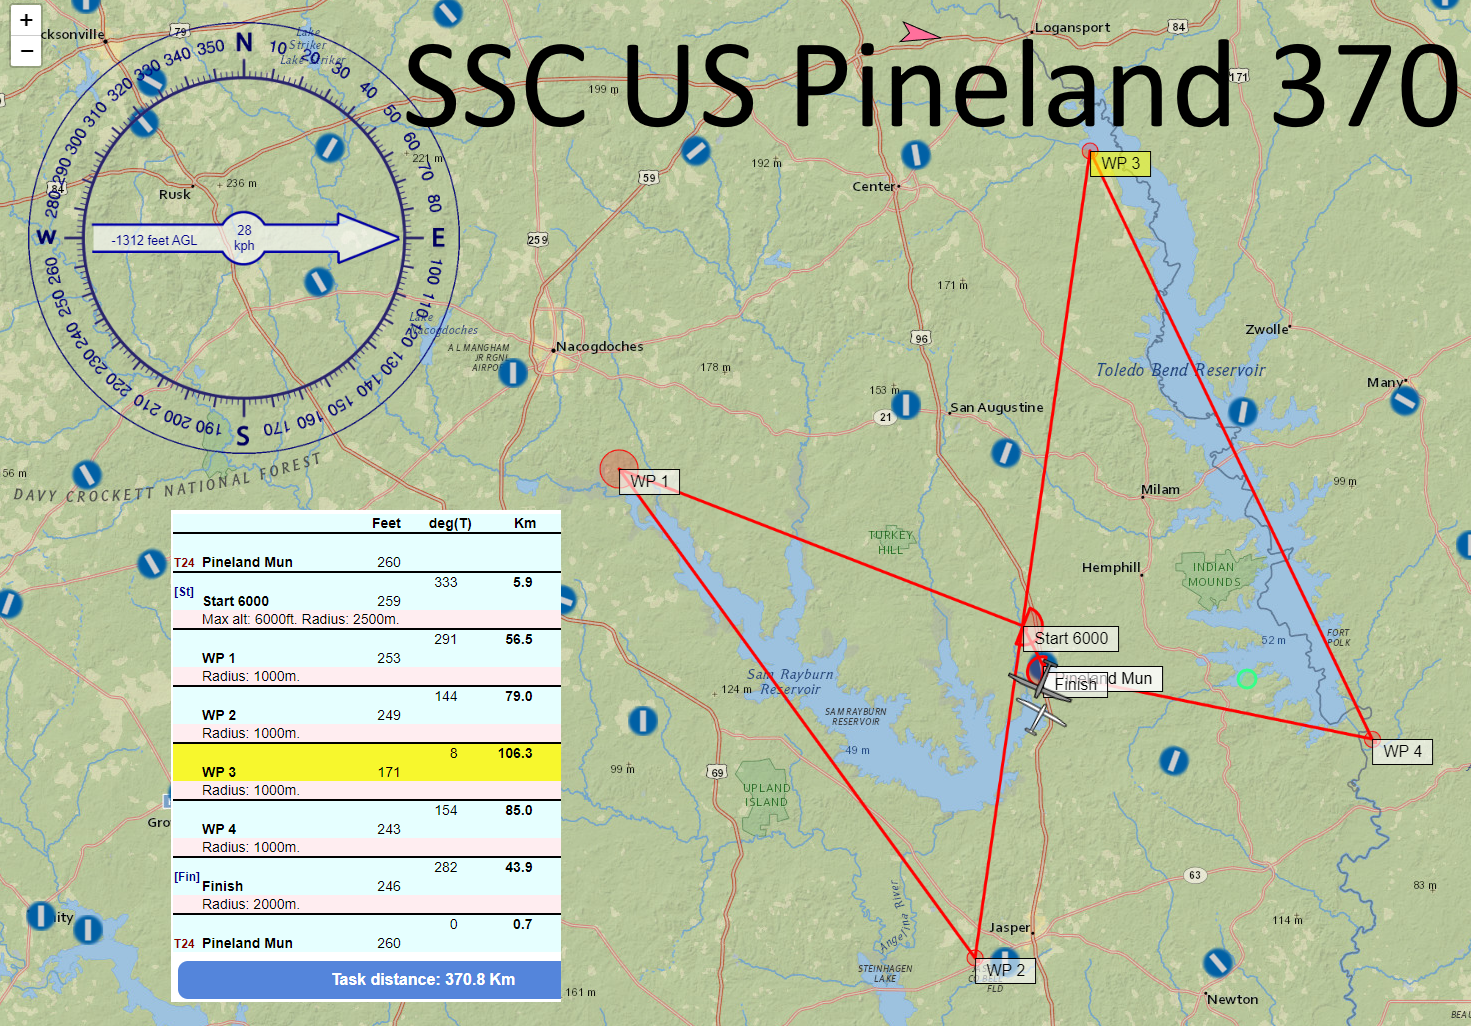 SSC US Pineland 370
+
−
cksonville
79
Lake
Striker
Lake Striker
Logansport
84
171
199 m
221 m
192 m
59
Center
84
Rusk
236 m
N
10
20
30
40
50
60
70
80
E
100
110
120
130
140
150
160
170
S
190
200
210
220
230
240
250
260
W
280
290
300
310
320
330
340
350
-1312 feet AGL
28
kph
WP 3
259
171 m
Lake
Nacogdoches
A L MANGHAM
JR RGNL
AIRPO
Nacogdoches
178 m
96
153 m
21
San Augustine
Zwolle
Toledo Bend Reservoir
Many
56 m
DAVY CROCKETT NATIONAL FOREST
WP 1
Milam
99 m
TURKEY
HILL
Hemphill
INDIAN
MOUNDS
FORT
POLK
52 m
Start 6000
Pineland Mun
Finish
124 m
Sam Rayburn
Reservoir
SAM RAYBURN
RESERVOIR
49 m
WP 4
99 m
69
UPLAND
ISLAND
Gro
63
83 m
114 m
Angelina River
Jasper
WP 2
FLD
STEINHAGEN
LAKE
161 m
Newton
BEAU
ity
Feet deg(T) Km
T24 Pineland Mun 260
333 5.9
[St] Start 6000 259
Max alt: 6000ft. Radius: 2500m.
291 56.5
WP 1 253
Radius: 1000m.
144 79.0
WP 2 249
Radius: 1000m.
8 106.3
WP 3 171
Radius: 1000m.
154 85.0
WP 4 243
Radius: 1000m.
282 43.9
[Fin] Finish 246
Radius: 2000m.
0 0.7
T24 Pineland Mun 260
Task distance: 370.8 Km